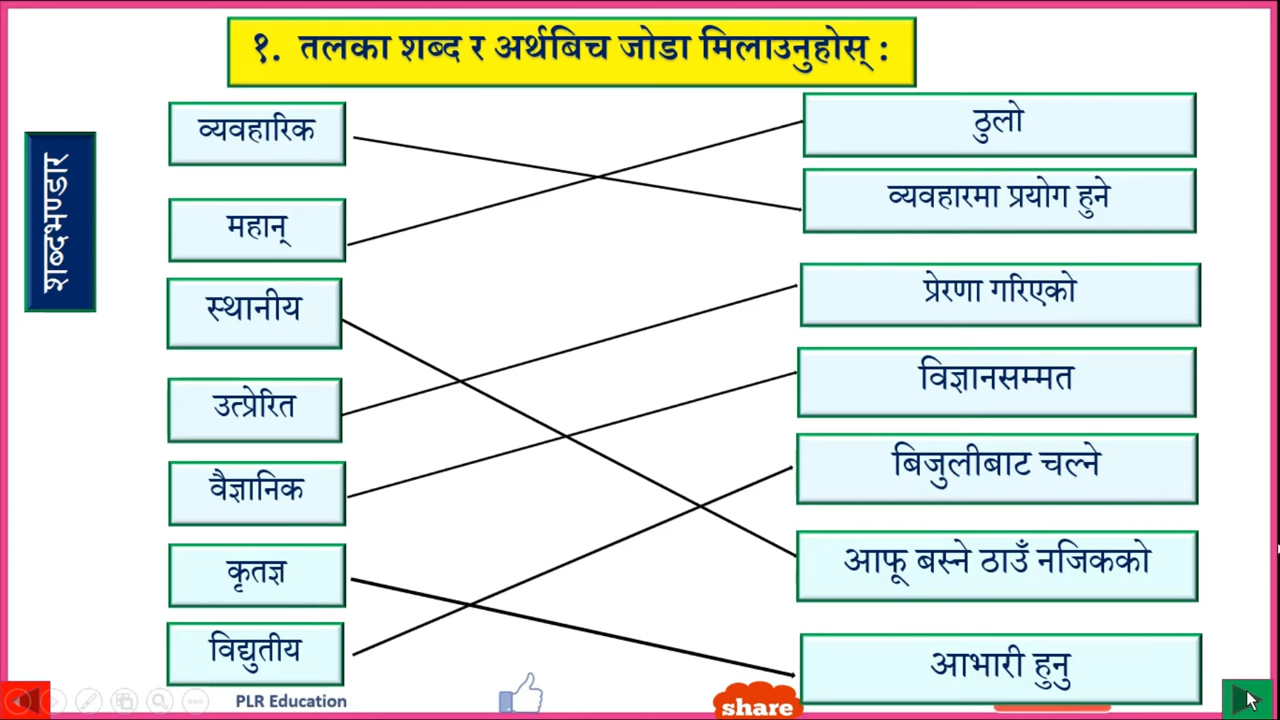 १. तलका शब्द र अर्थबिच जोडा मिलाउनुहोस् :
शब्दभण्डार
व्यवहारिक
महान्
स्थानीय
उत्प्रेरित
वैज्ञानिक
कृतज्ञ
विद्युतीय
ठुलो
व्यवहारमा प्रयोग हुने
प्रेरणा गरिएको
विज्ञानसम्मत
बिजुलीबाट चल्ने
आफू बस्ने ठाउँ नजिकको
आभारी हुनु
PLR Education
share